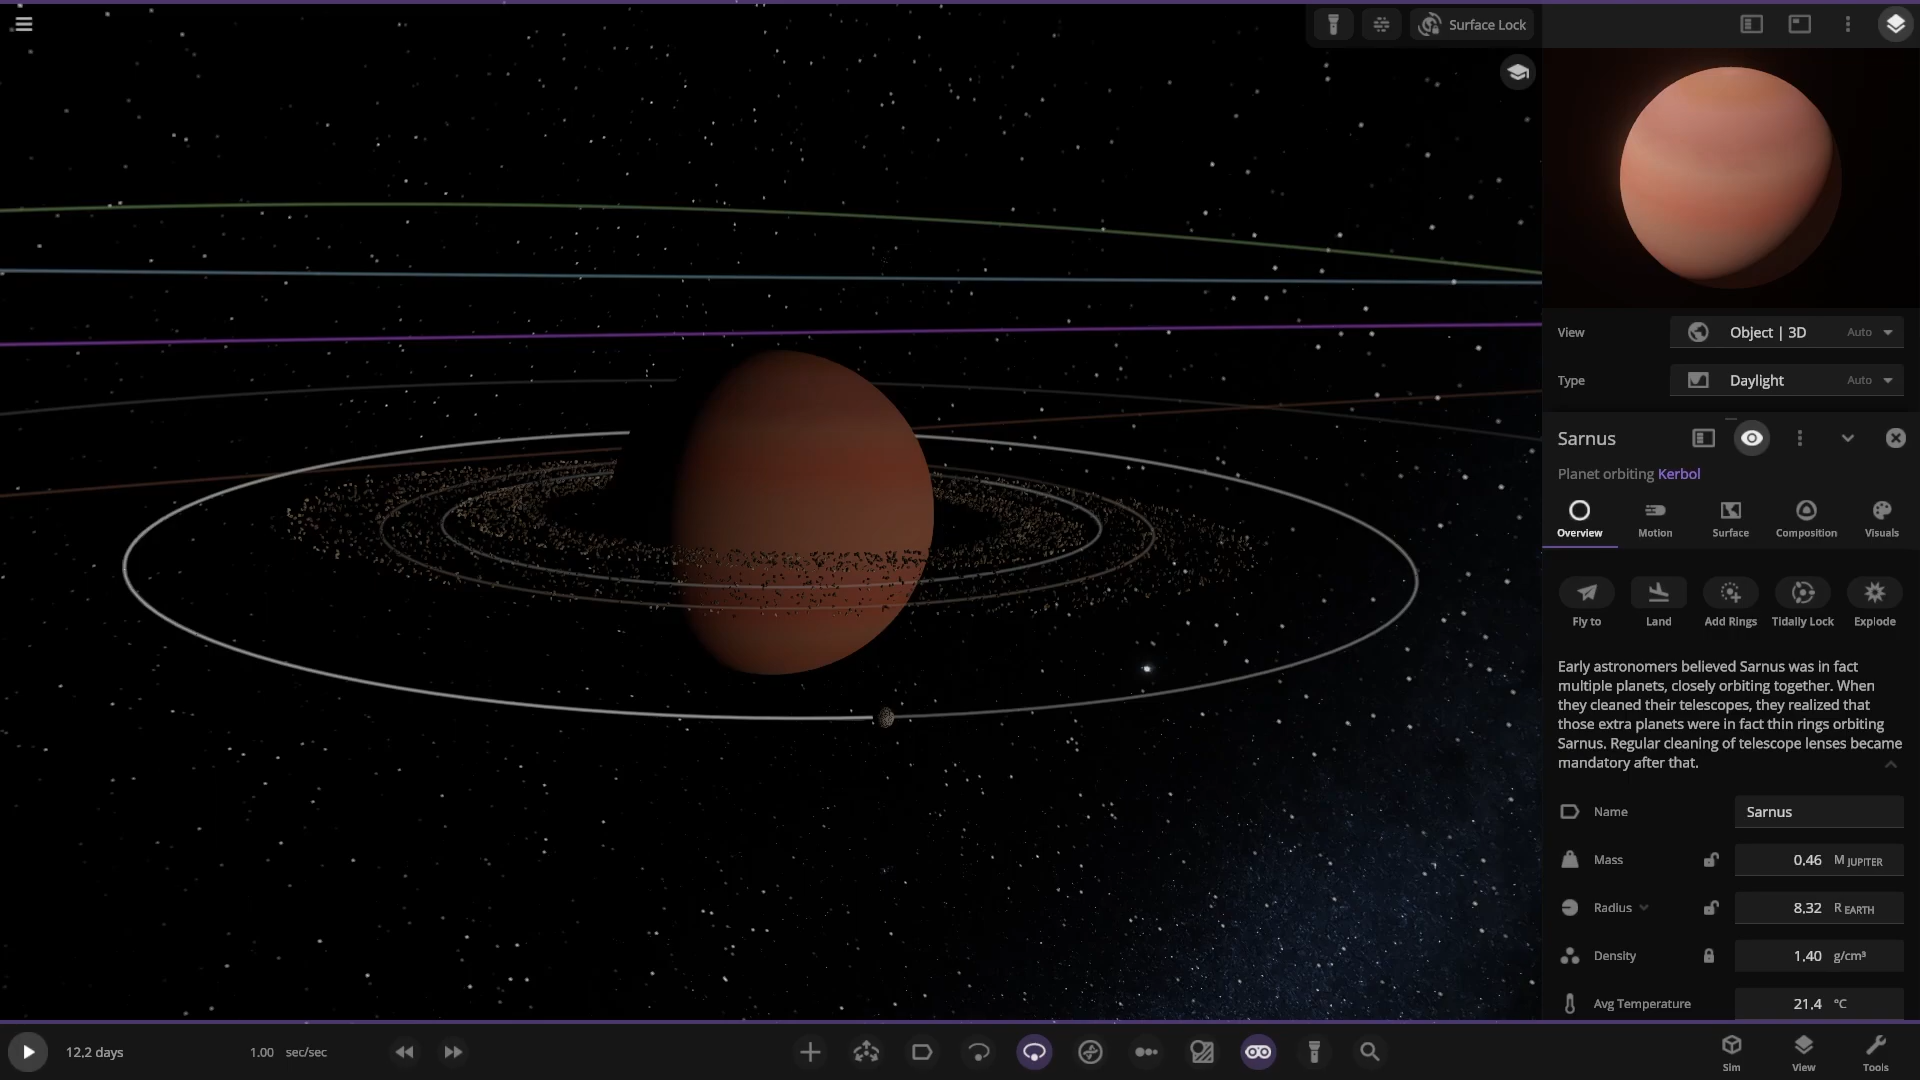 Surface Lock
View
Object | 3D
Auto
Type
Daylight
Auto
Sarnus
Planet orbiting Kerbol
Overview
Motion
Surface
Composition
Visuals
Fly to
Land
Add Rings
Tidally Lock
Explode
Early astronomers believed Sarnus was in fact
multiple planets, closely orbiting together. When
they cleaned their telescopes, they realized that
those extra planets were in fact thin rings orbiting
Sarnus. Regular cleaning of telescope lenses became
mandatory after that.
Name
Sarnus
Mass
0,46 M JUPITER
Radius
8,32 R EARTH
Density
1,40 g/cm³
Avg Temperature
21,4 °C
12,2 days
1.00 sec/sec
Sim
View
Tools